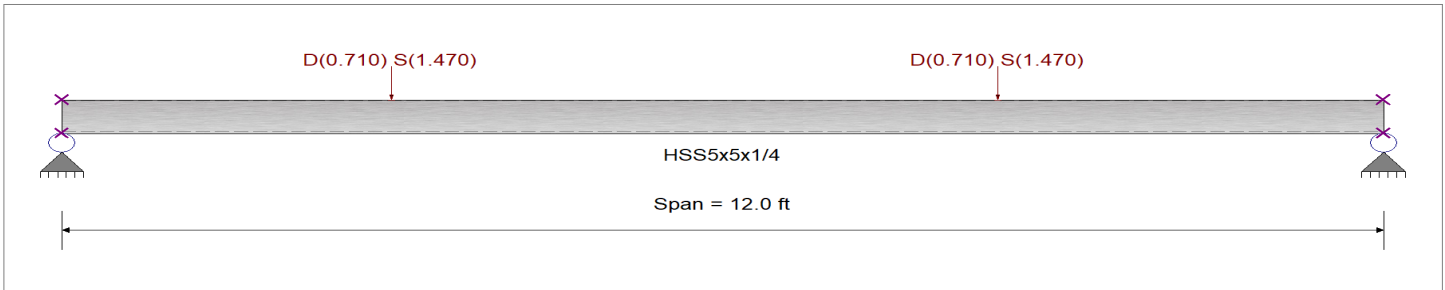 D(0.710) S(1.470) D(0.710) S(1.470)
HSS5x5x1/4
Span = 12.0 ft